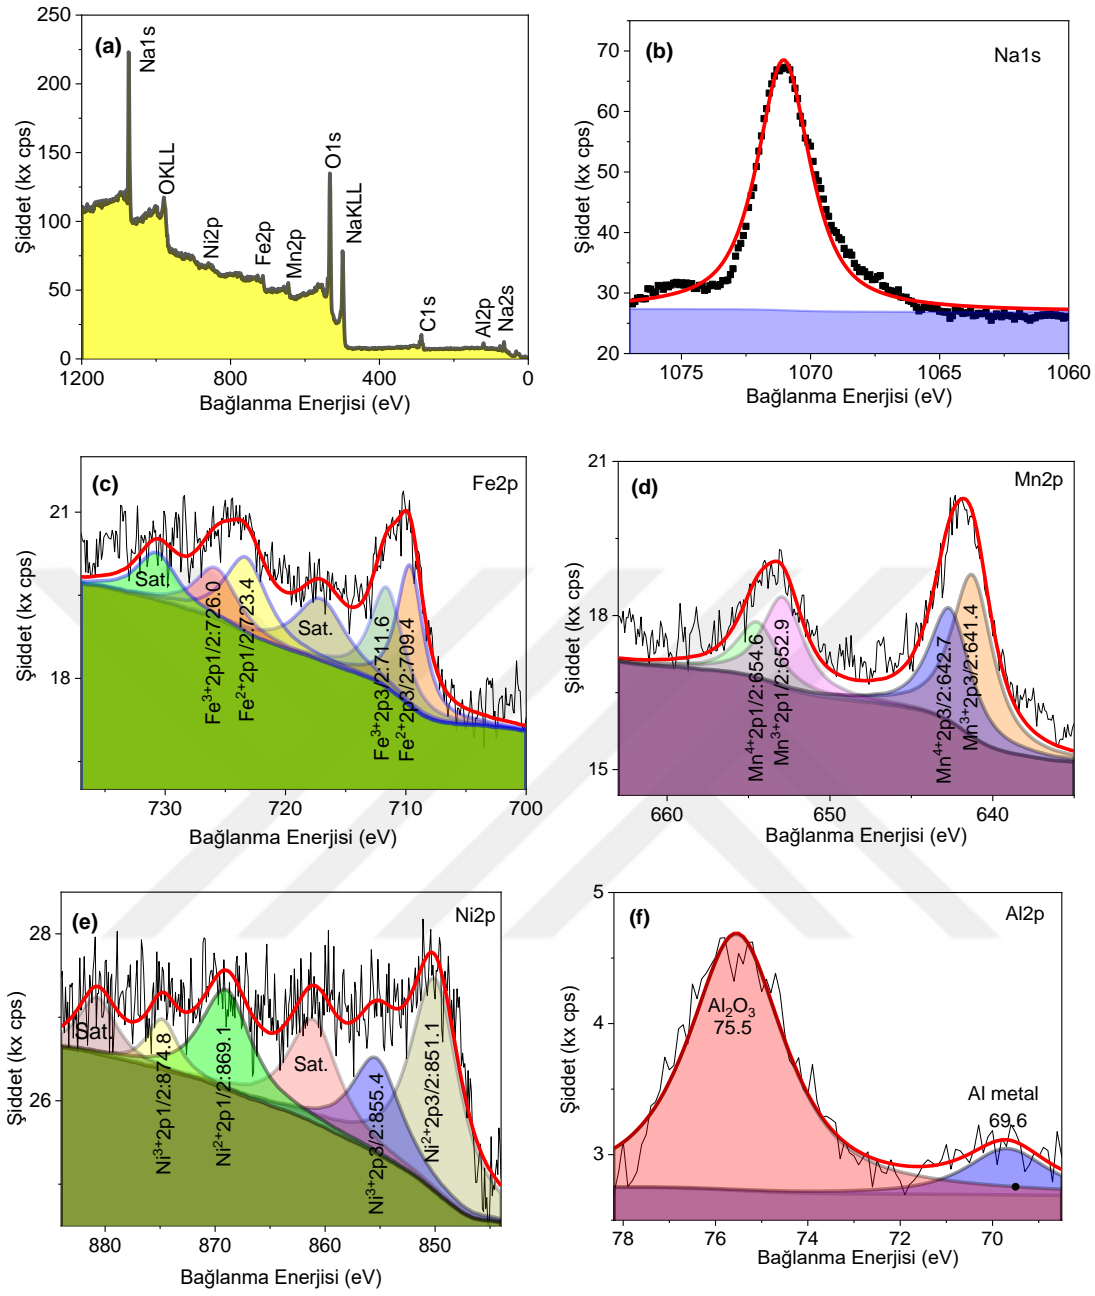 (a)
250
200
150
100
50
0
Şiddet (kx cps)
Na1s
OKLL
Ni2p
Fe2p
Mn2p
O1s
NaKLL
C1s
Al2p
Na2s
1200
800
400
0
Bağlanma Enerjisi (eV)
(b)
Na1s
70
60
50
40
30
20
Şiddet (kx cps)
1075
1070
1065
1060
Bağlanma Enerjisi (eV)
(c)
Fe2p
21
18
Şiddet (kx cps)
Sat.
Fe3+2p1/2:726.0
Fe2+2p1/2:723.4
Sat.
Fe3+2p3/2:711.6
Fe2+2p3/2:709.4
730
720
710
700
Bağlanma Enerjisi (eV)
(d)
Mn2p
21
18
15
Şiddet (kx cps)
Mn4+2p1/2:654.6
Mn3+2p1/2:652.9
Mn4+2p3/2:642.7
Mn3+2p3/2:641.4
660
650
640
Bağlanma Enerjisi (eV)
(e)
Ni2p
28
26
Şiddet (kx cps)
Sat.
Ni3+2p1/2:874.8
Ni2+2p1/2:869.1
Sat.
Ni3+2p3/2:855.4
Ni2+2p3/2:851.1
880
870
860
850
Bağlanma Enerjisi (eV)
(f)
Al2p
5
4
3
Şiddet (kx cps)
Al2O3
75.5
Al metal
69.6
78
76
74
72
70
Bağlanma Enerjisi (eV)